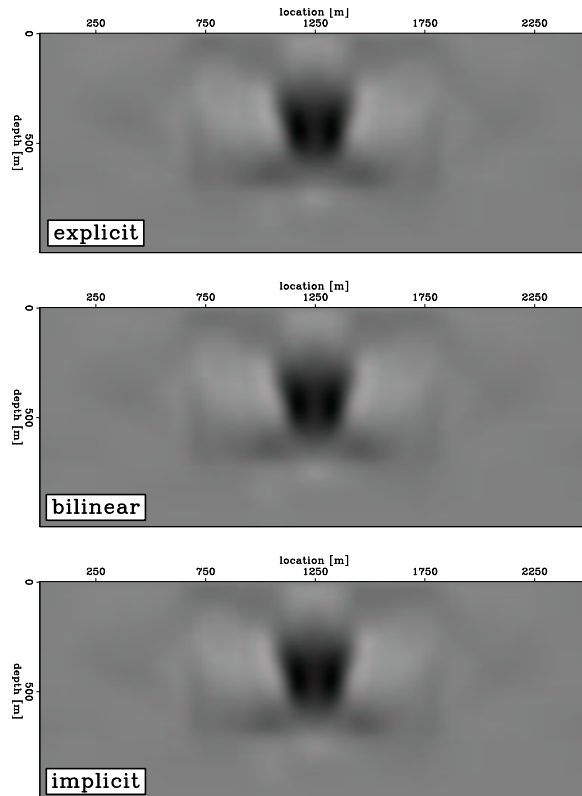 location [m]
250 750 1250 1750 2250
0
500
depth [m]
explicit
location [m]
250 750 1250 1750 2250
0
500
depth [m]
bilinear
location [m]
250 750 1250 1750 2250
0
500
depth [m]
implicit